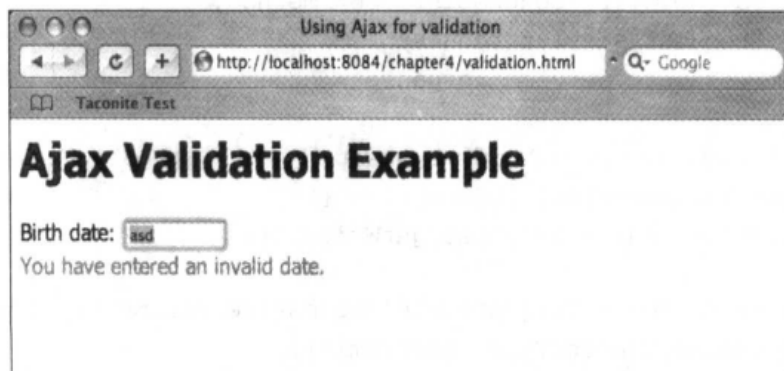 Using Ajax for validation
http://localhost:8084/chapter4/validation.html
Google
Taconite Test
Ajax Validation Example
Birth date: asd
You have entered an invalid date.